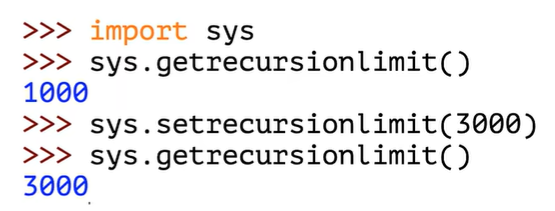 >>> import sys
>>> sys.getrecursionlimit()
1000
>>> sys.setrecursionlimit(3000)
>>> sys.getrecursionlimit()
3000